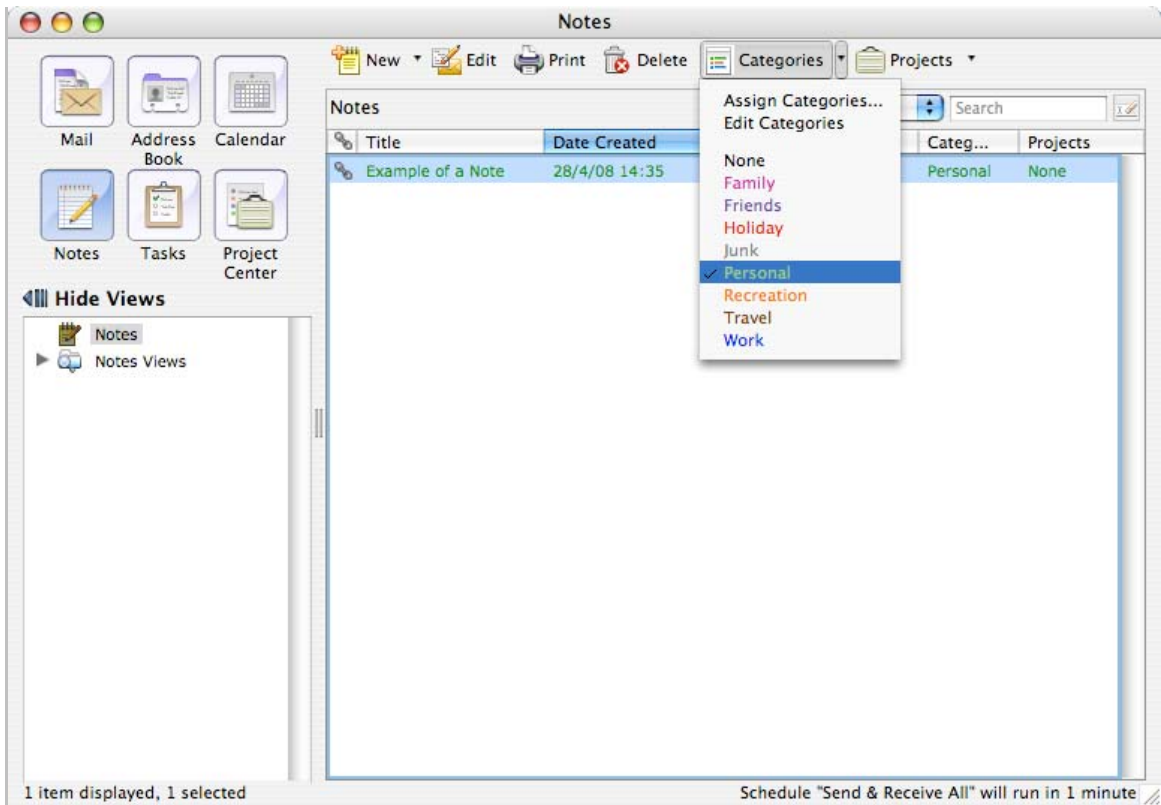 Notes
New Edit Print Delete Categories Projects
Mail
Address
Book
Calendar
Notes
Tasks
Project
Center
Hide Views
Notes
Notes Views
Notes
Search
Title Date Created Categ... Projects
Example of a Note 28/4/08 14:35 Personal None
Assign Categories...
Edit Categories
None
Family
Friends
Holiday
Junk
Personal
Recreation
Travel
Work
1 item displayed, 1 selected
Schedule "Send & Receive All" will run in 1 minute